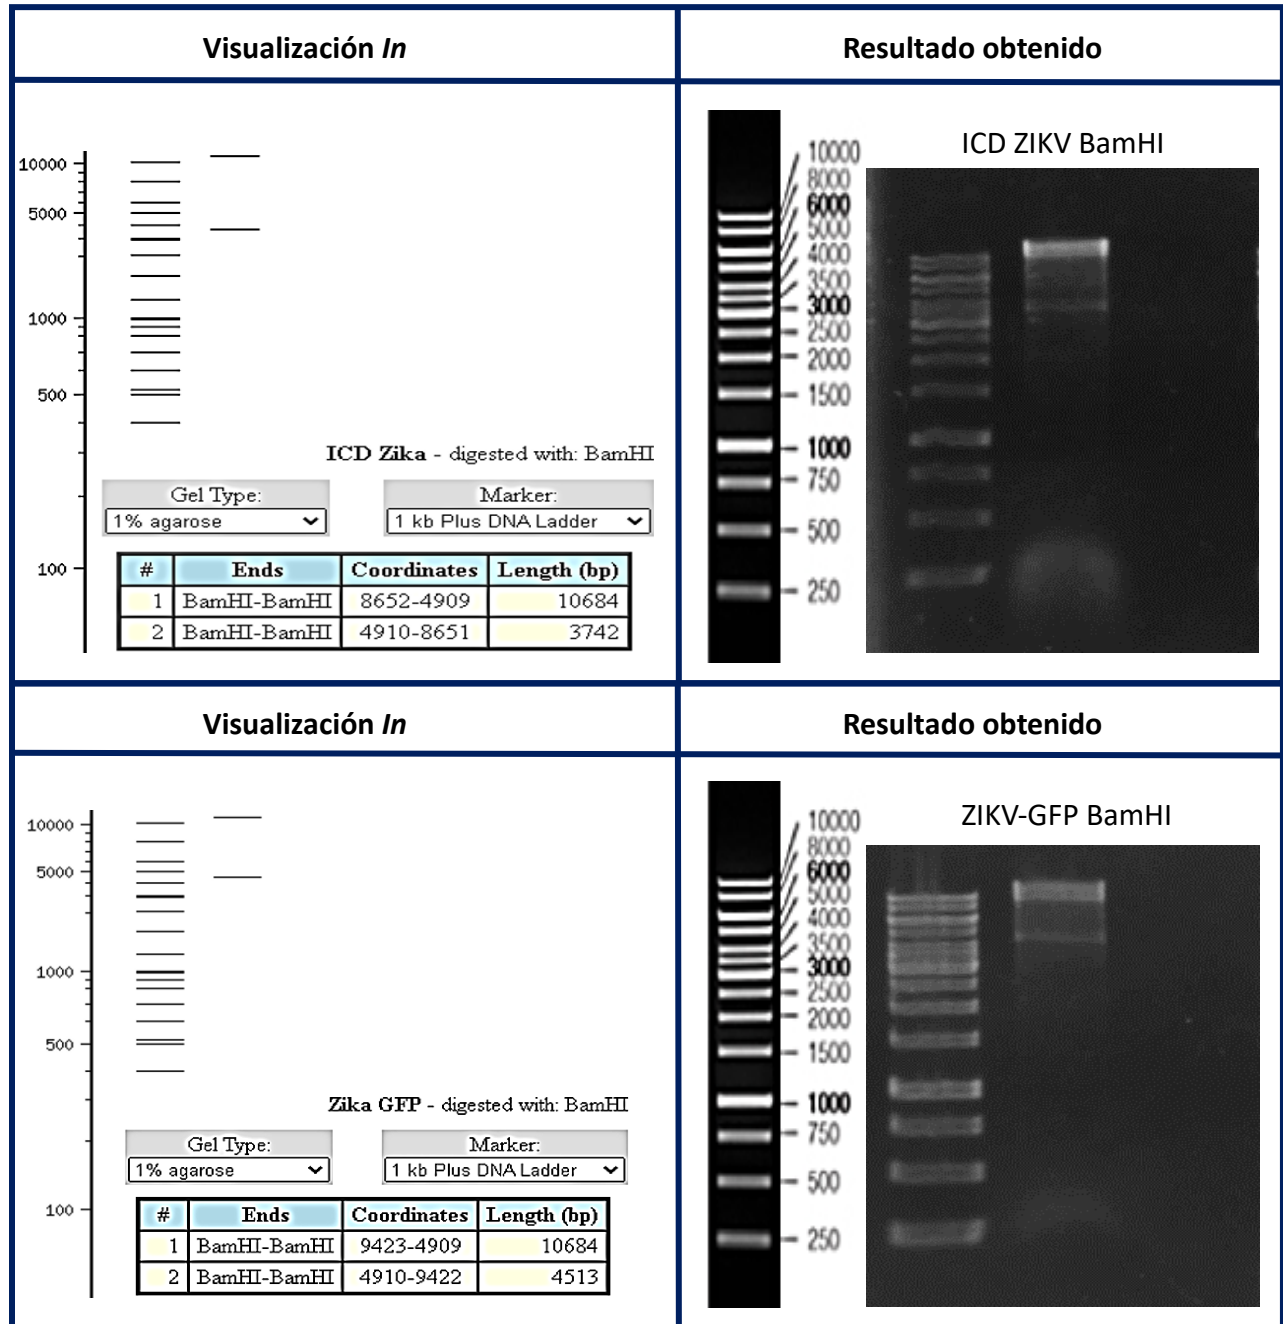 Visualización In
Resultado obtenido
10000
5000
1000
500
100
ICD Zika - digested with: BamHI
Gel Type:
1% agarose
Marker:
1 kb Plus DNA Ladder
# Ends Coordinates Length (bp)
1 BamHI-BamHI 8652-4909 10684
2 BamHI-BamHI 4910-8651 3742
10000
8000
6000
5000
4000
3500
3000
2500
2000
1500
1000
750
500
250
ICD ZIKV BamHI
Visualización In
Resultado obtenido
10000
5000
1000
500
100
Zika GFP - digested with: BamHI
Gel Type:
1% agarose
Marker:
1 kb Plus DNA Ladder
# Ends Coordinates Length (bp)
1 BamHI-BamHI 9423-4909 10684
2 BamHI-BamHI 4910-9422 4513
10000
8000
6000
5000
4000
3500
3000
2500
2000
1500
1000
750
500
250
ZIKV-GFP BamHI